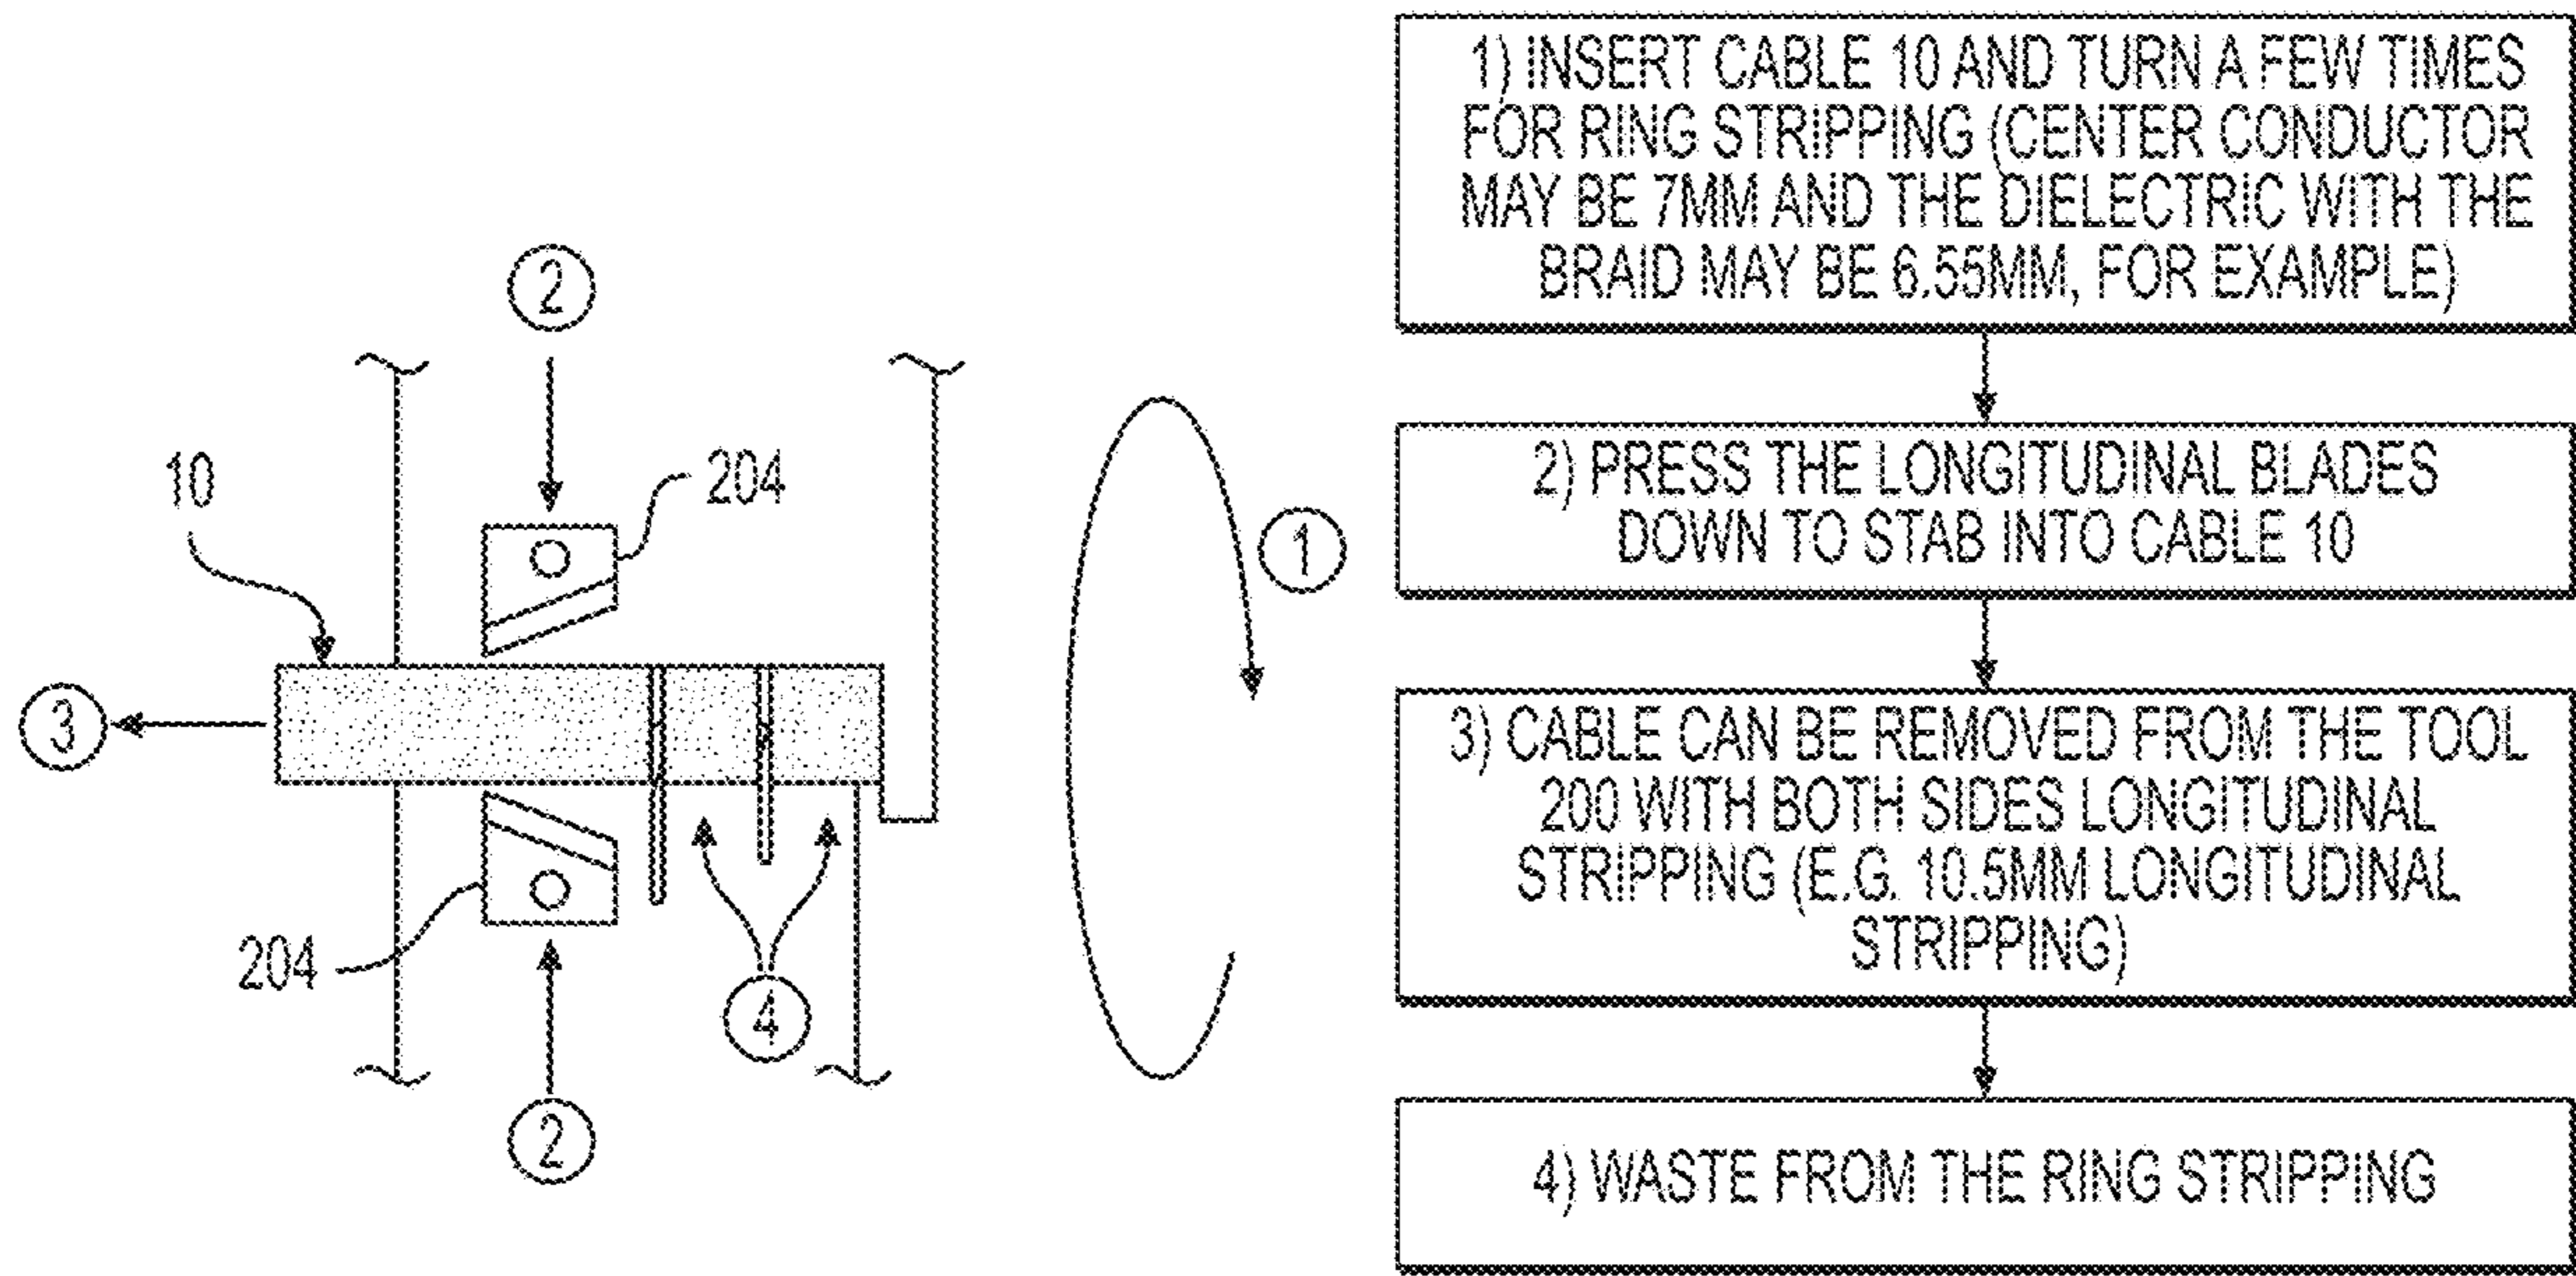 2
10
204
1
3
204
4
2
1) INSERT CABLE 10 AND TURN A FEW TIMES
FOR RING STRIPPING (CENTER CONDUCTOR
MAY BE 7MM AND THE DIELECTRIC WITH THE
BRAID MAY BE 6.55MM, FOR EXAMPLE)
2) PRESS THE LONGITUDINAL BLADES
DOWN TO STAB INTO CABLE 10
3) CABLE CAN BE REMOVED FROM THE TOOL
200 WITH BOTH SIDES LONGITUDINAL
STRIPPING (E.G. 10.5MM LONGITUDINAL
STRIPPING)
4) WASTE FROM THE RING STRIPPING